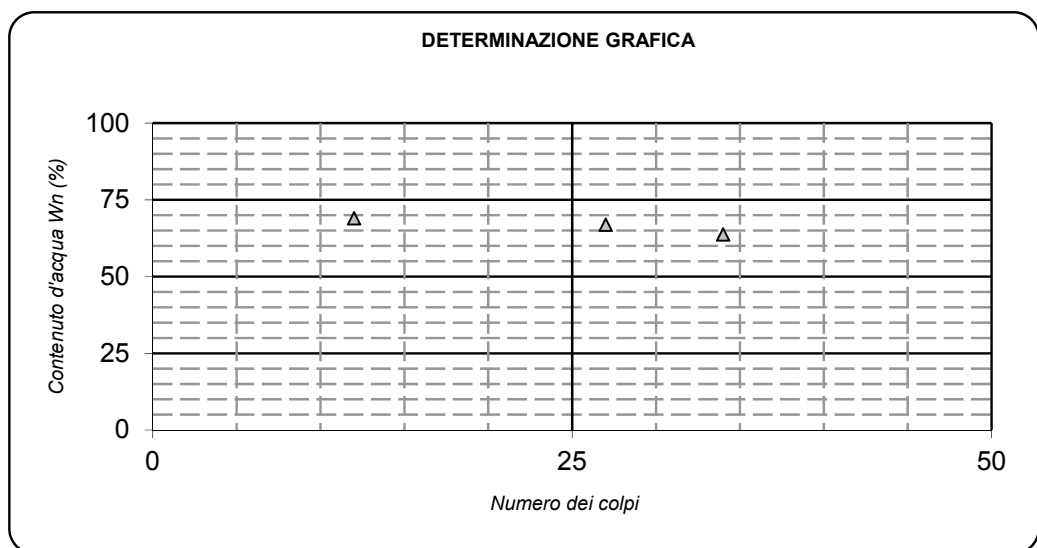 DETERMINAZIONE GRAFICA
Contenuto d'acqua Wn (%)
100
75
50
25
0
0 25 50
Numero dei colpi